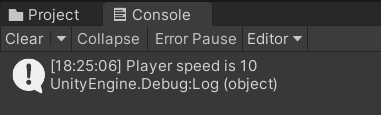 Project Console
Clear Collapse Error Pause Editor
[18:25:06] Player speed is 10
UnityEngine.Debug:Log (object)